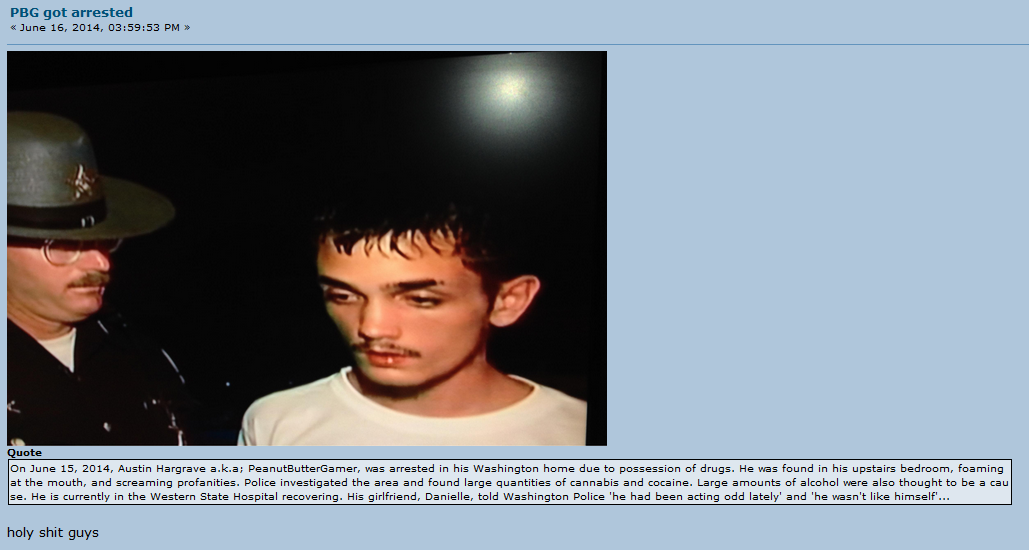 PBG got arrested
« June 16, 2014, 03:59:53 PM »
Quote
On June 15, 2014, Austin Hargrave a.k.a; PeanutButterGamer, was arrested in his Washington home due to possession of drugs. He was found in his upstairs bedroom, foaming
at the mouth, and screaming profanities. Police investigated the area and found large quantities of cannabis and cocaine. Large amounts of alcohol were also thought to be a cau
se. He is currently in the Western State Hospital recovering. His girlfriend, Danielle, told Washington Police 'he had been acting odd lately' and 'he wasn't like himself'...
holy shit guys